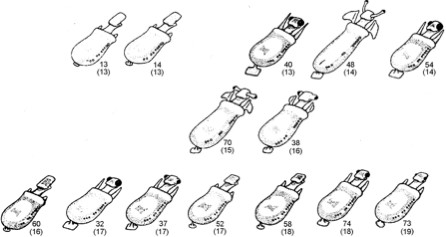 13 14 40 48 54
(13) (13) (13) (14) (14)
70 38
(15) (16)
60 32 37 52 58 74 73
(16) (17) (17) (17) (18) (18) (19)